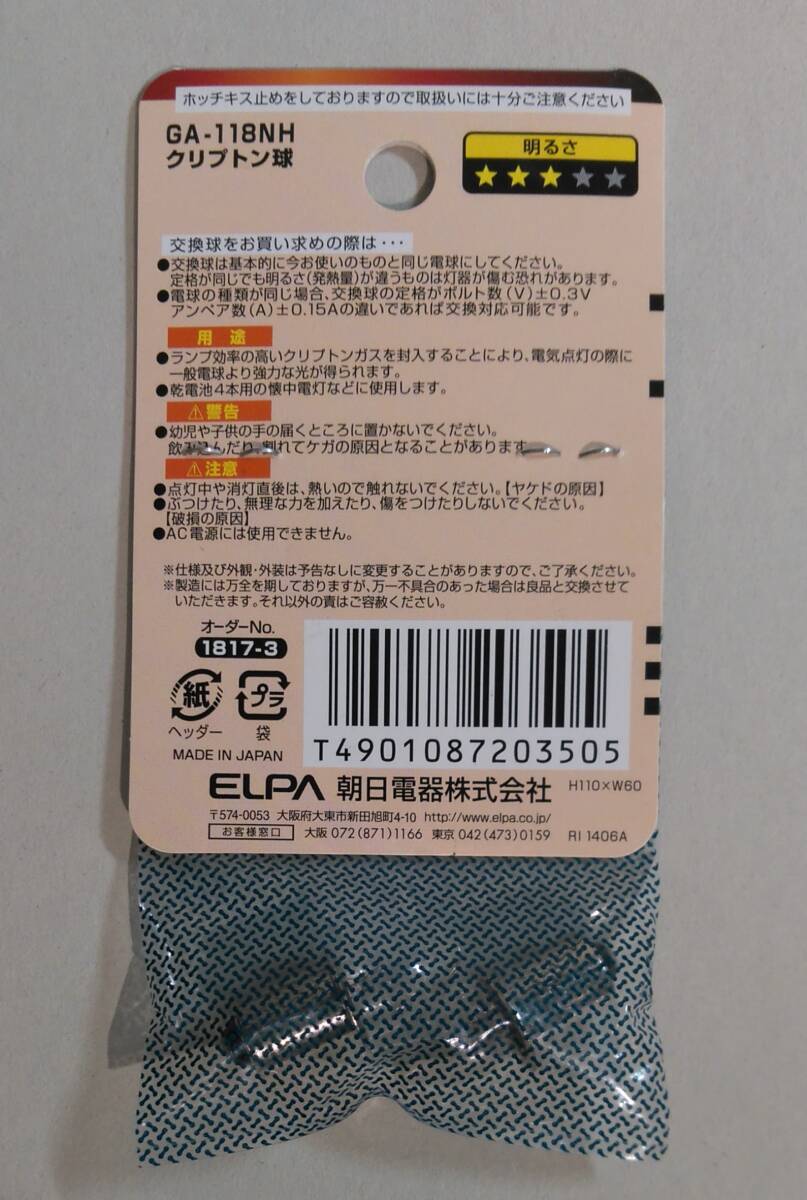 ホッチキス止めをしておりますので取扱いには十分ご注意ください
GA-118NH
クリプトン球
明るさ
★★★★★
交換球をお買い求めの際は・・・
●交換球は基本的に今お使いのものと同じ電球にしてください。
定格が同じでも明るさ(発熱量)が違うものは灯器が傷む恐れがあります。
●電球の種類が同じ場合、交換球の定格がボルト数(V)±0.3V
アンペア数(A)±0.15Aの違いであれば交換対応可能です。
用途
●ランプ効率の高いクリプトンガスを封入することにより、電気点灯の際に
一般電球より強力な光が得られます。
●乾電池4本用の懐中電灯などに使用します。
⚠警告
●幼児や子供の手の届くところに置かないでください。
飲み込んだり、割れてケガの原因となることがあります
⚠注意
●点灯中や消灯直後は、熱いので触れないでください。【ヤケドの原因】
●ぶつけたり、無理な力を加えたり、傷をつけたりしないでください。
【破損の原因】
●AC電源には使用できません。
※仕様及び外観・外装は予告なしに変更することがありますので、ご了承ください。
※製造には万全を期しておりますが、万一不具合のあった場合は良品と交換させて
いただきます。それ以外の責はご容赦ください。
オーダーNo.
1817-3
紙
プラ
ヘッダー 袋
MADE IN JAPAN
T4901087203505
ELPA 朝日電器株式会社 H110×W60
〒574-0053 大阪府大東市新田旭町4-10 http://www.elpa.co.jp/
お客様窓口 大阪 072(871)1166 東京 042(473)0159 RI 1406A